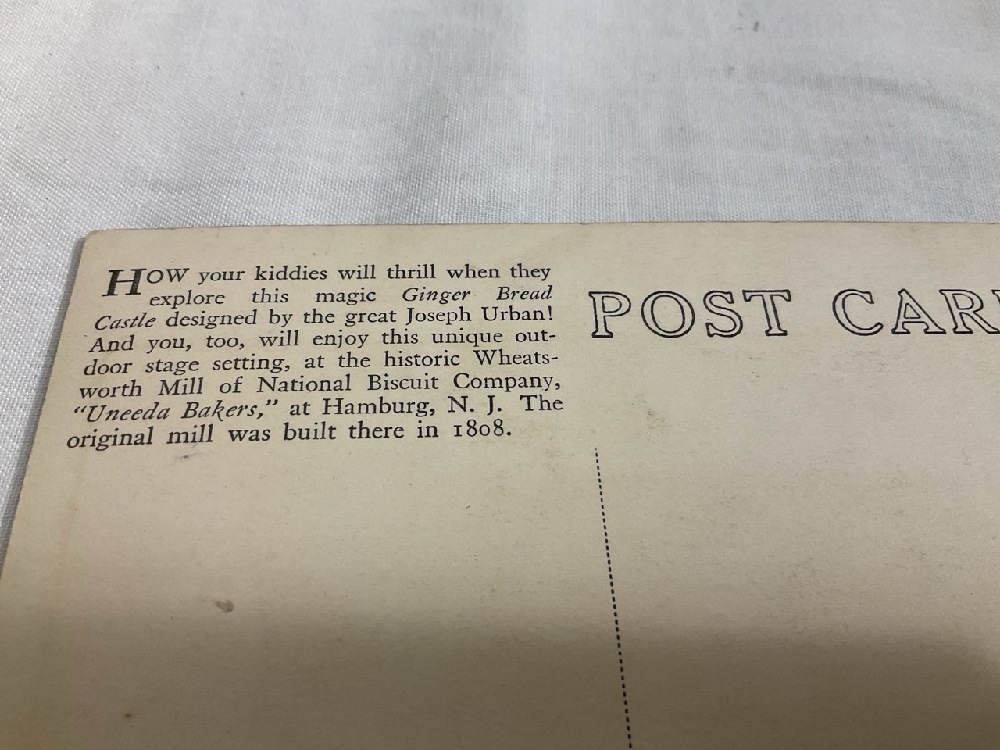 HOW your kiddies will thrill when they
explore this magic Ginger Bread
Castle designed by the great Joseph Urban!
And you, too, will enjoy this unique out-
door stage setting, at the historic Wheats-
worth Mill of National Biscuit Company,
"Uneeda Bakers," at Hamburg, N. J. The
original mill was built there in 1808.
POST CAR